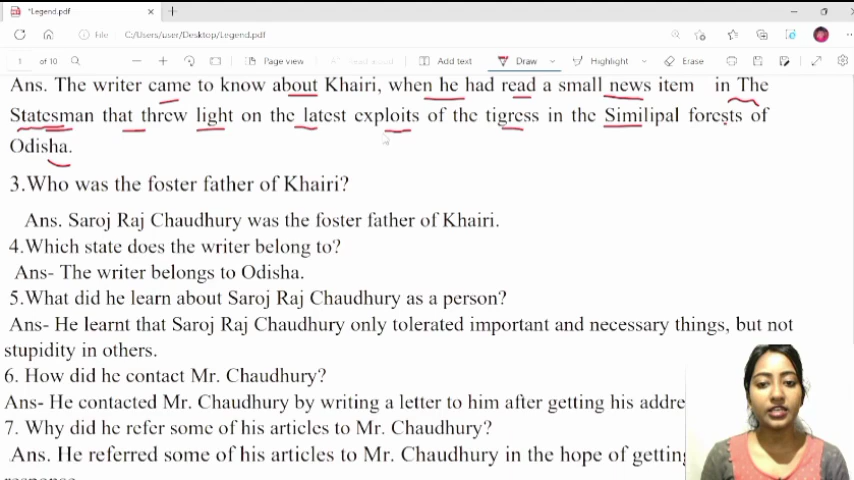 *Legend.pdf
File C:/Users/user/Desktop/Legend.pdf
1 of 10 Page view Read aloud Add text Draw Highlight Erase
Ans. The writer came to know about Khairi, when he had read a small news item in The
Statesman that threw light on the latest exploits of the tigress in the Similipal forests of
Odisha.
3.Who was the foster father of Khairi?
Ans. Saroj Raj Chaudhury was the foster father of Khairi.
4.Which state does the writer belong to?
Ans- The writer belongs to Odisha.
5.What did he learn about Saroj Raj Chaudhury as a person?
Ans- He learnt that Saroj Raj Chaudhury only tolerated important and necessary things, but not
stupidity in others.
6. How did he contact Mr. Chaudhury?
Ans- He contacted Mr. Chaudhury by writing a letter to him after getting his addre
7. Why did he refer some of his articles to Mr. Chaudhury?
Ans. He referred some of his articles to Mr. Chaudhury in the hope of getting
response